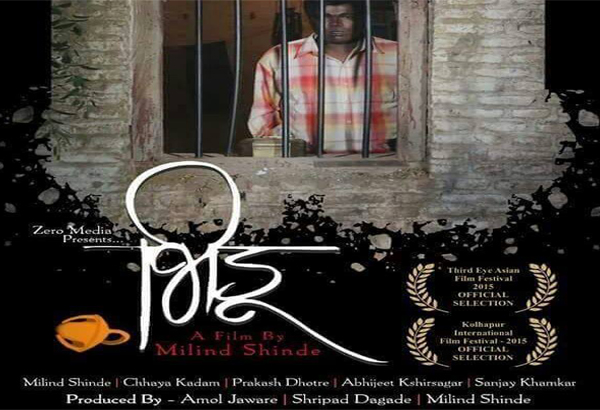 Zero Media
Presents...
भिडू
A Film By
Milind Shinde
Third Eye Asian
Film Festival
2015
OFFICIAL
SELECTION
Kolhapur
International
Film Festival - 2015
OFFICIAL
SELECTION
Milind Shinde | Chhaya Kadam | Prakash Dhotre | Abhijeet Kshirsagar | Sanjay Khamkar
Produced By - Amol Jaware | Shripad Dagade | Milind Shinde